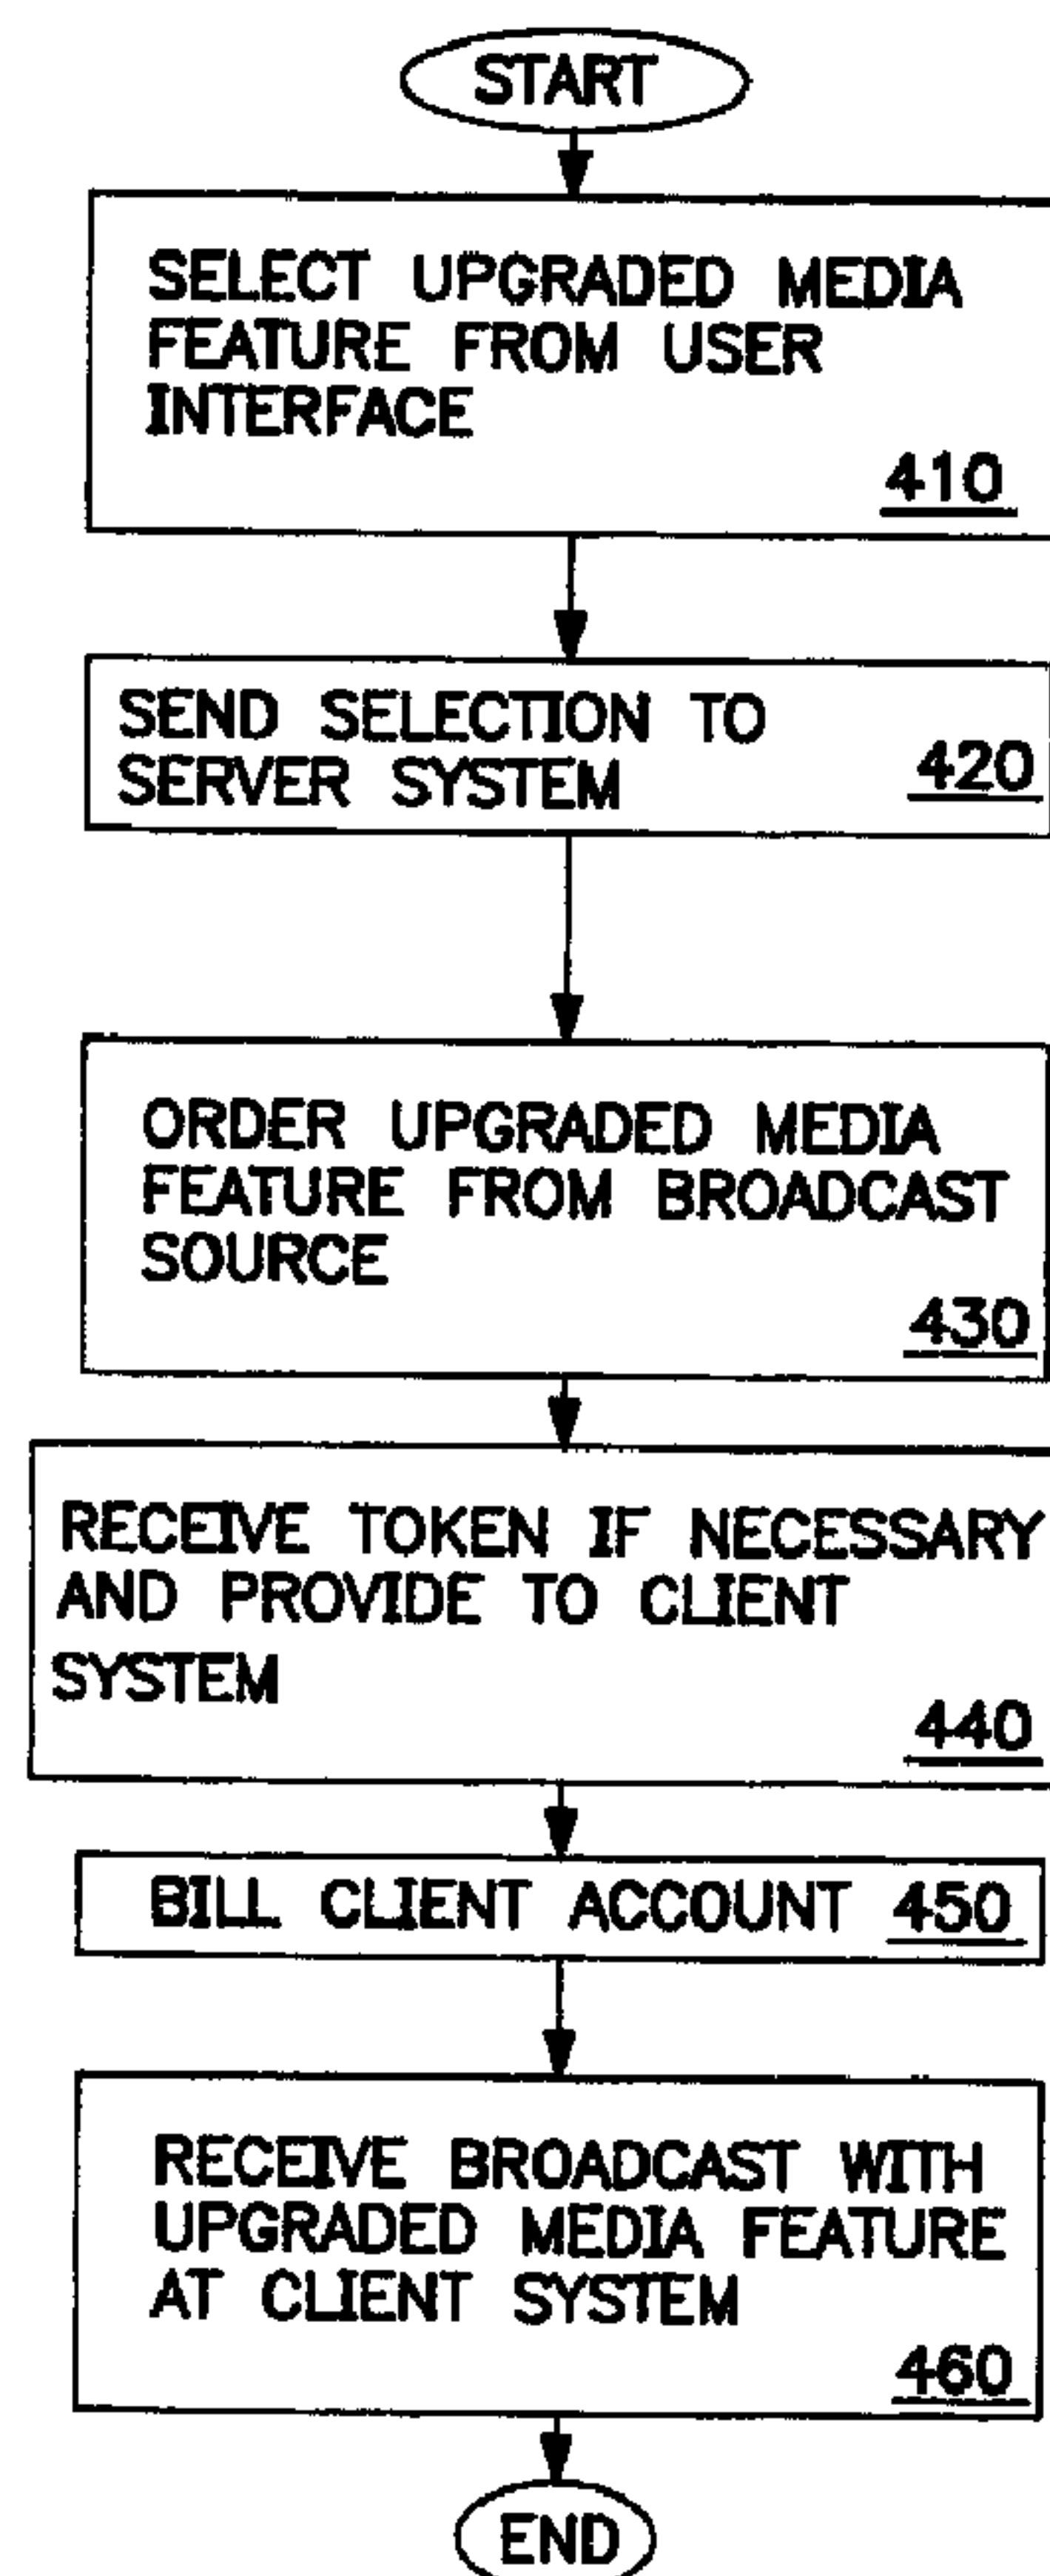 START
SELECT UPGRADED MEDIA
FEATURE FROM USER
INTERFACE
410
SEND SELECTION TO
SERVER SYSTEM
420
ORDER UPGRADED MEDIA
FEATURE FROM BROADCAST
SOURCE
430
RECEIVE TOKEN IF NECESSARY
AND PROVIDE TO CLIENT
SYSTEM
440
BILL CLIENT ACCOUNT 450
RECEIVE BROADCAST WITH
UPGRADED MEDIA FEATURE
AT CLIENT SYSTEM
460
END